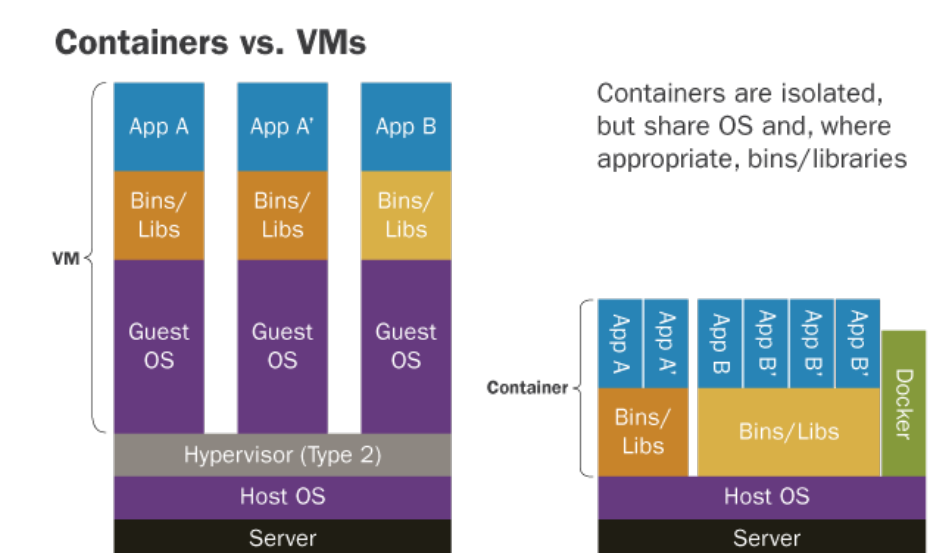 Containers vs. VMs
Containers are isolated,
but share OS and, where
appropriate, bins/libraries
VM
App A
App A'
App B
Bins/
Libs
Bins/
Libs
Bins/
Libs
Guest
OS
Guest
OS
Guest
OS
Hypervisor (Type 2)
Host OS
Server
Container
App A
App A'
App B
App B'
App B'
App B'
Docker
Bins/
Libs
Bins/Libs
Host OS
Server